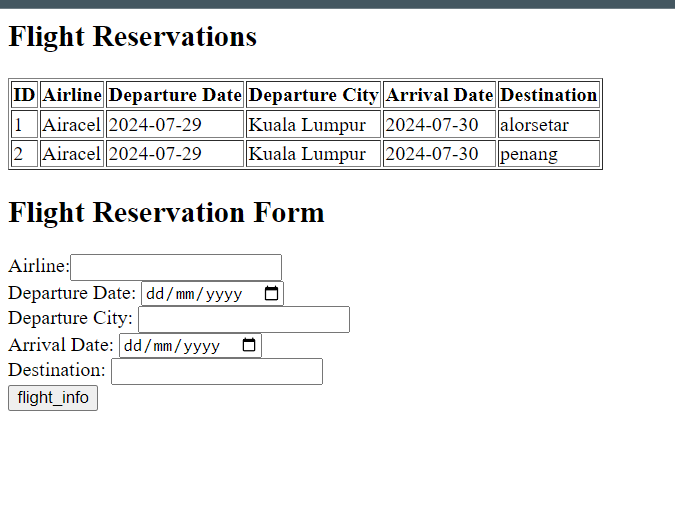 Flight Reservations
ID Airline Departure Date Departure City Arrival Date Destination
1 Airacel 2024-07-29 Kuala Lumpur 2024-07-30 alorsetar
2 Airacel 2024-07-29 Kuala Lumpur 2024-07-30 penang
Flight Reservation Form
Airline:
Departure Date: dd/mm/yyyy
Departure City:
Arrival Date: dd/mm/yyyy
Destination:
flight_info